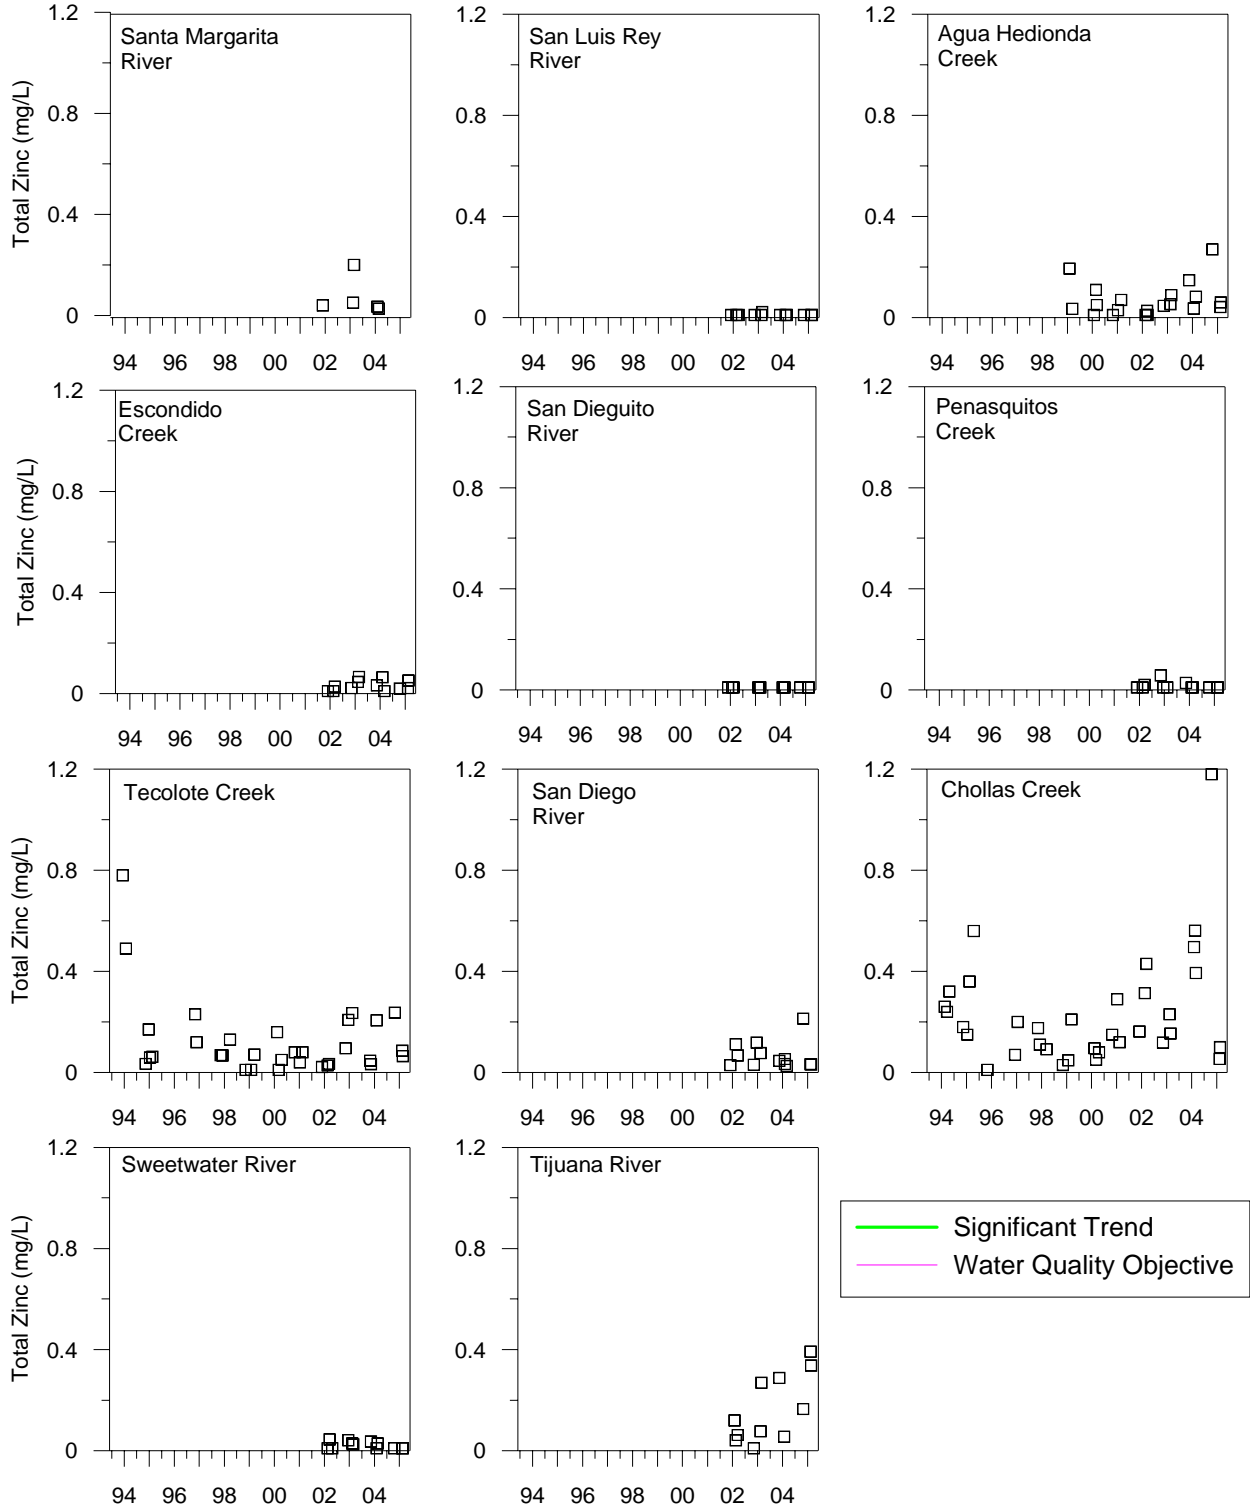 1.2
0.8
0.4
0
Total Zinc (mg/L)
Santa Margarita
River
94 96 98 00 02 04
1.2
0.8
0.4
0
San Luis Rey
River
94 96 98 00 02 04
1.2
0.8
0.4
0
Agua Hedionda
Creek
94 96 98 00 02 04
1.2
0.8
0.4
0
Total Zinc (mg/L)
Escondido
Creek
94 96 98 00 02 04
1.2
0.8
0.4
0
San Dieguito
River
94 96 98 00 02 04
1.2
0.8
0.4
0
Penasquitos
Creek
94 96 98 00 02 04
1.2
0.8
0.4
0
Total Zinc (mg/L)
Tecolote Creek
94 96 98 00 02 04
1.2
0.8
0.4
0
San Diego
River
94 96 98 00 02 04
1.2
0.8
0.4
0
Chollas Creek
94 96 98 00 02 04
1.2
0.8
0.4
0
Total Zinc (mg/L)
Sweetwater River
94 96 98 00 02 04
1.2
0.8
0.4
0
Tijuana River
94 96 98 00 02 04
Significant Trend
Water Quality Objective